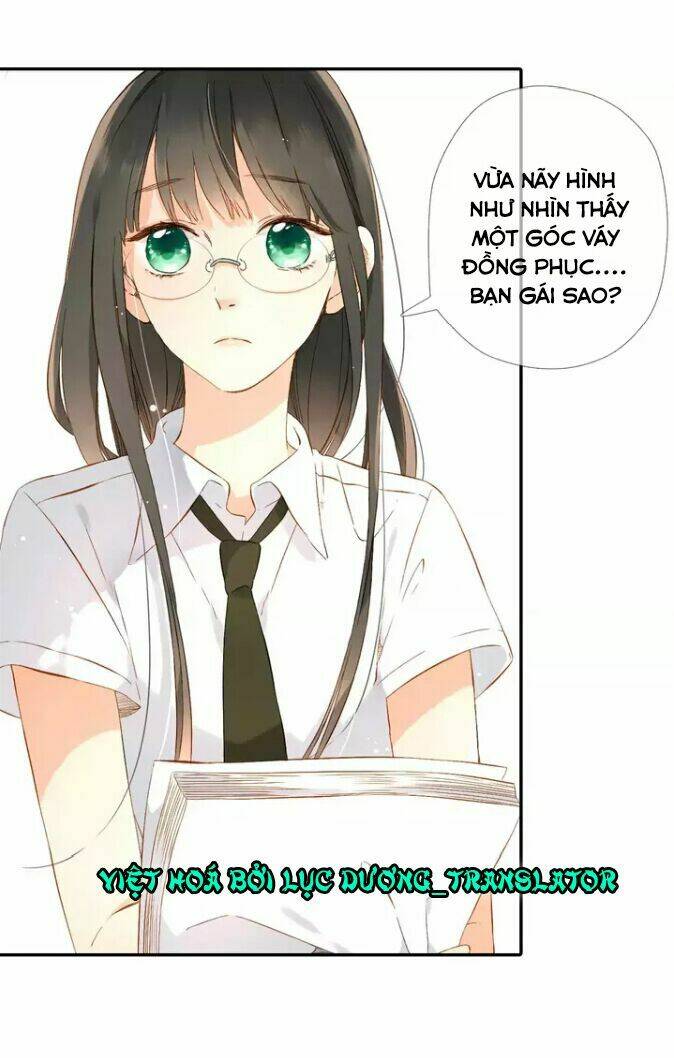 VỪA NÃY HÌNH
NHƯ NHÌN THẤY
MỘT GÓC VÁY
ĐỒNG PHỤC....
BẠN GÁI SAO?
VIỆT HOÁ BỞI LỤC DƯƠNG_TRANSLATOR